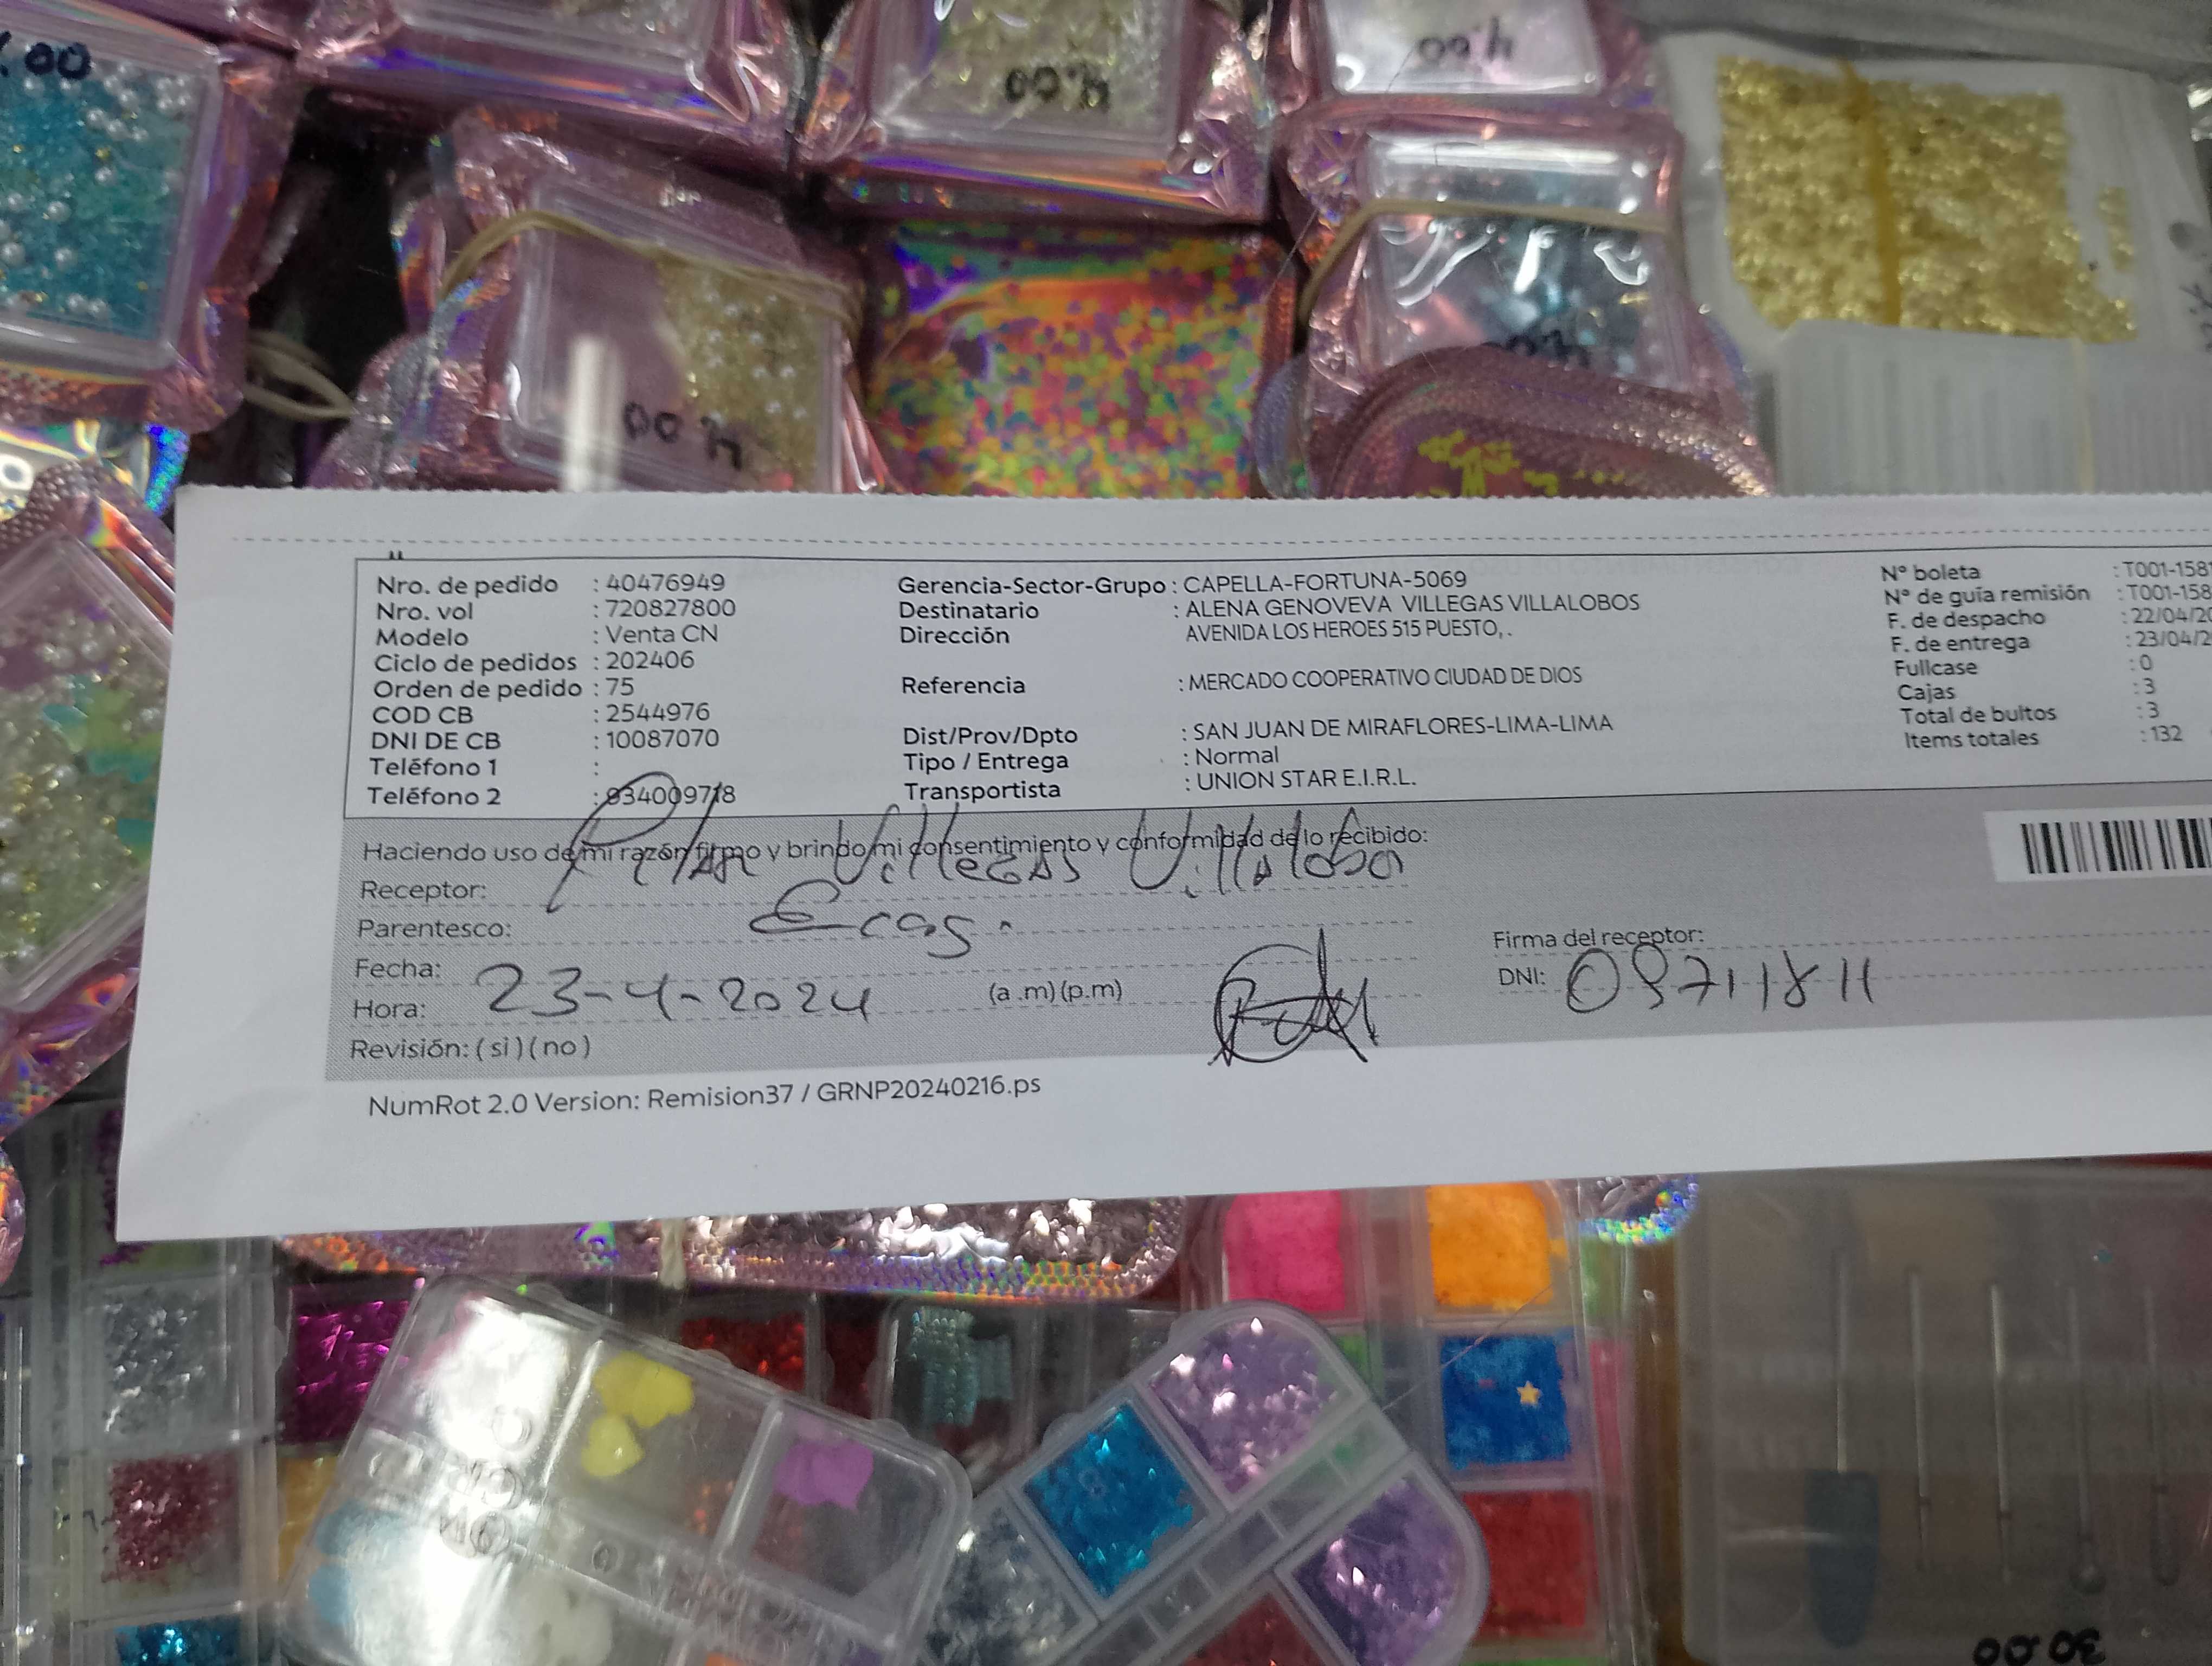 .00
4.00
4.00
4.00
4.00
Nro. de pedido : 40476949
Nro. vol : 720827800
Modelo : Venta CN
Ciclo de pedidos : 202406
Orden de pedido : 75
COD CB : 2544976
DNI DE CB : 10087070
Teléfono 1 :
Teléfono 2 : 934009718
Gerencia-Sector-Grupo : CAPELLA-FORTUNA-5069
Destinatario : ALENA GENOVEVA VILLEGAS VILLALOBOS
Dirección AVENIDA LOS HEROES 515 PUESTO, .
Referencia : MERCADO COOPERATIVO CIUDAD DE DIOS
Dist/Prov/Dpto : SAN JUAN DE MIRAFLORES-LIMA-LIMA
Tipo / Entrega : Normal
Transportista : UNION STAR E.I.R.L.
N° boleta : T001-1581
N° de guía remisión : T001-158
F. de despacho : 22/04/20
F. de entrega : 23/04/2
Fullcase : 0
Cajas : 3
Total de bultos : 3
Items totales : 132
Haciendo uso de mi razón firmo y brindo mi consentimiento y conformidad de lo recibido:
Receptor: Villegas Villalobos
Parentesco:
Fecha: 23-4-2024
Hora: (a .m) (p.m)
Revisión: ( si ) ( no )
Firma del receptor:
DNI: 09711811
NumRot 2.0 Version: Remision37 / GRNP20240216.ps
30.00